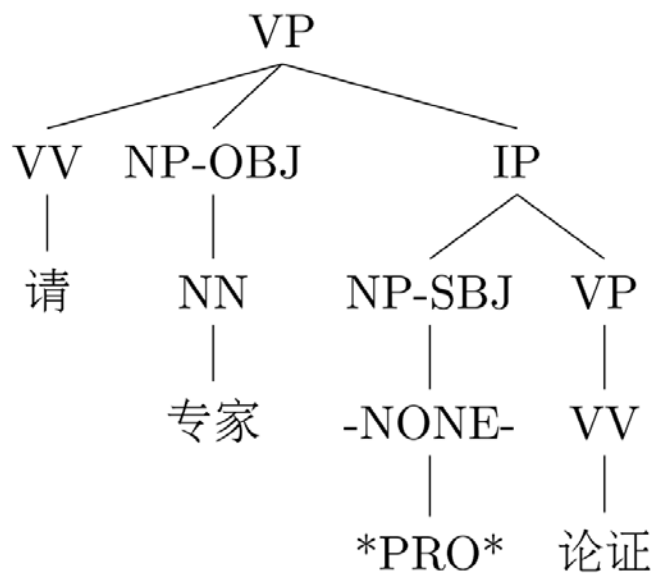 VP
VV NP-OBJ IP
请 NN NP-SBJ VP
专家 -NONE- VV
*PRO* 论证